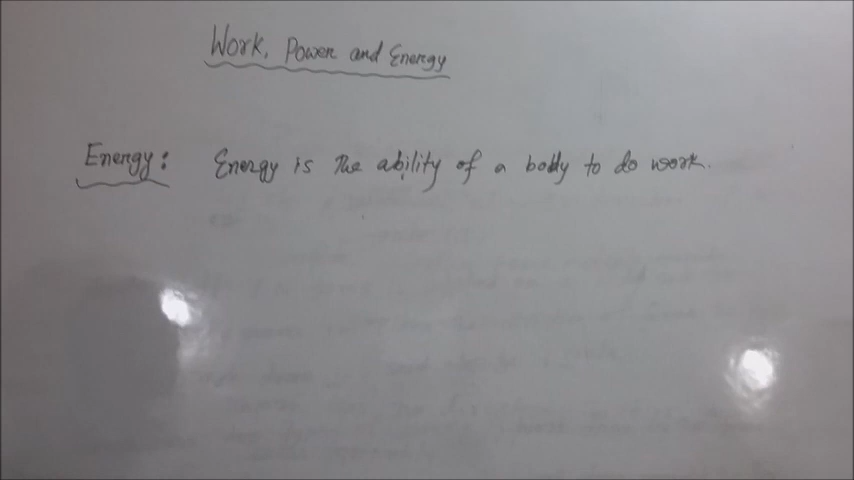 Work, Power and Energy
Energy: Energy is the ability of a body to do work.